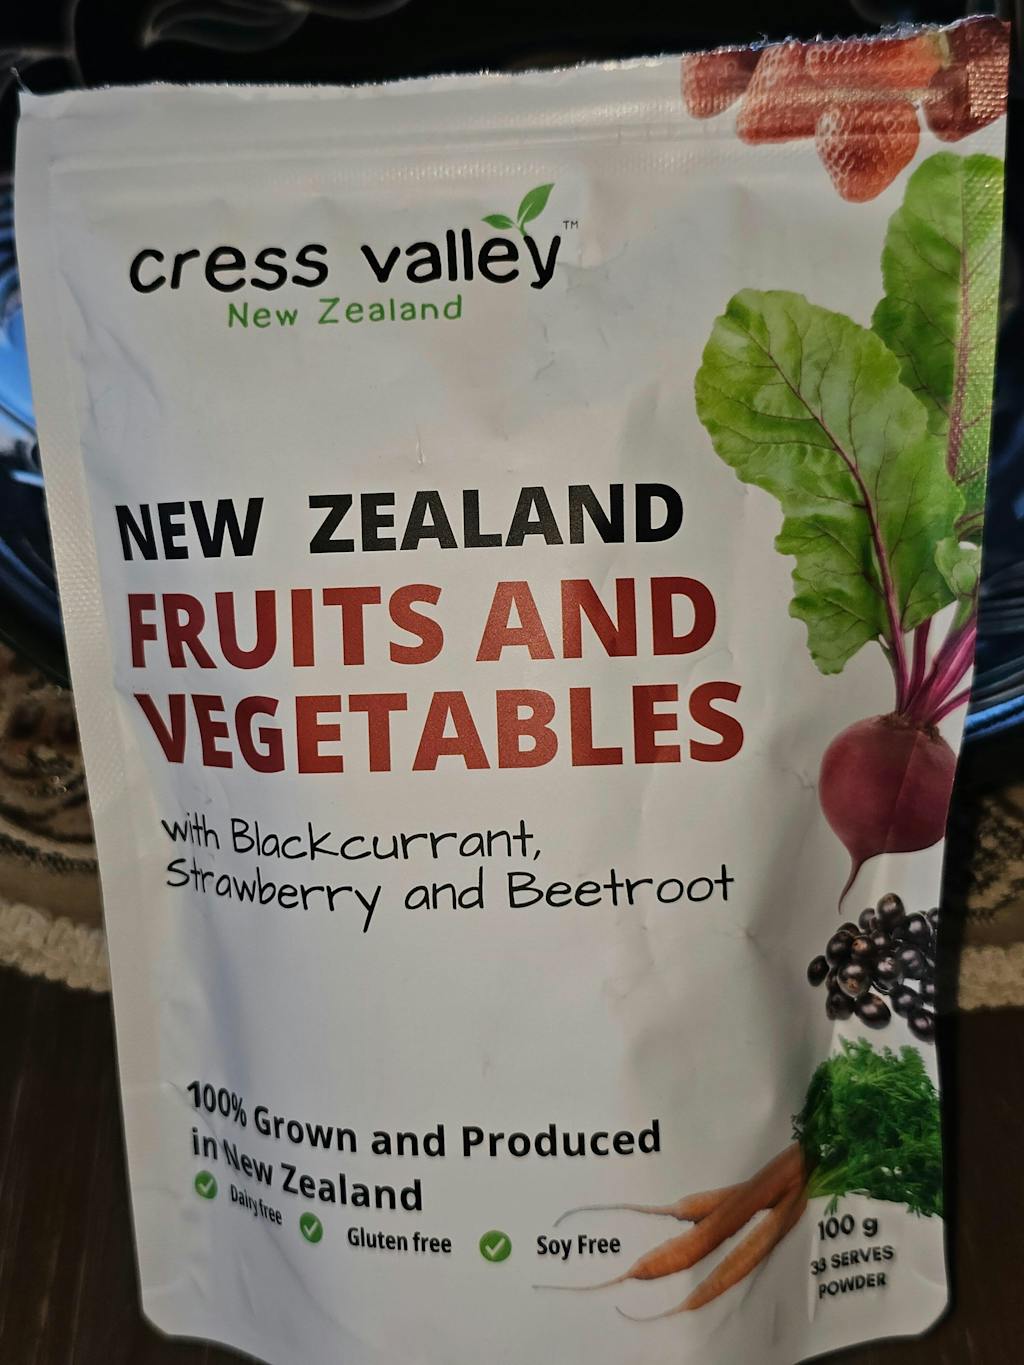 cress valley™
New Zealand
NEW ZEALAND
FRUITS AND
VEGETABLES
with Blackcurrant,
Strawberry and Beetroot
100% Grown and Produced
in New Zealand
Dairy free
Gluten free
Soy Free
100 g
33 SERVES
POWDER